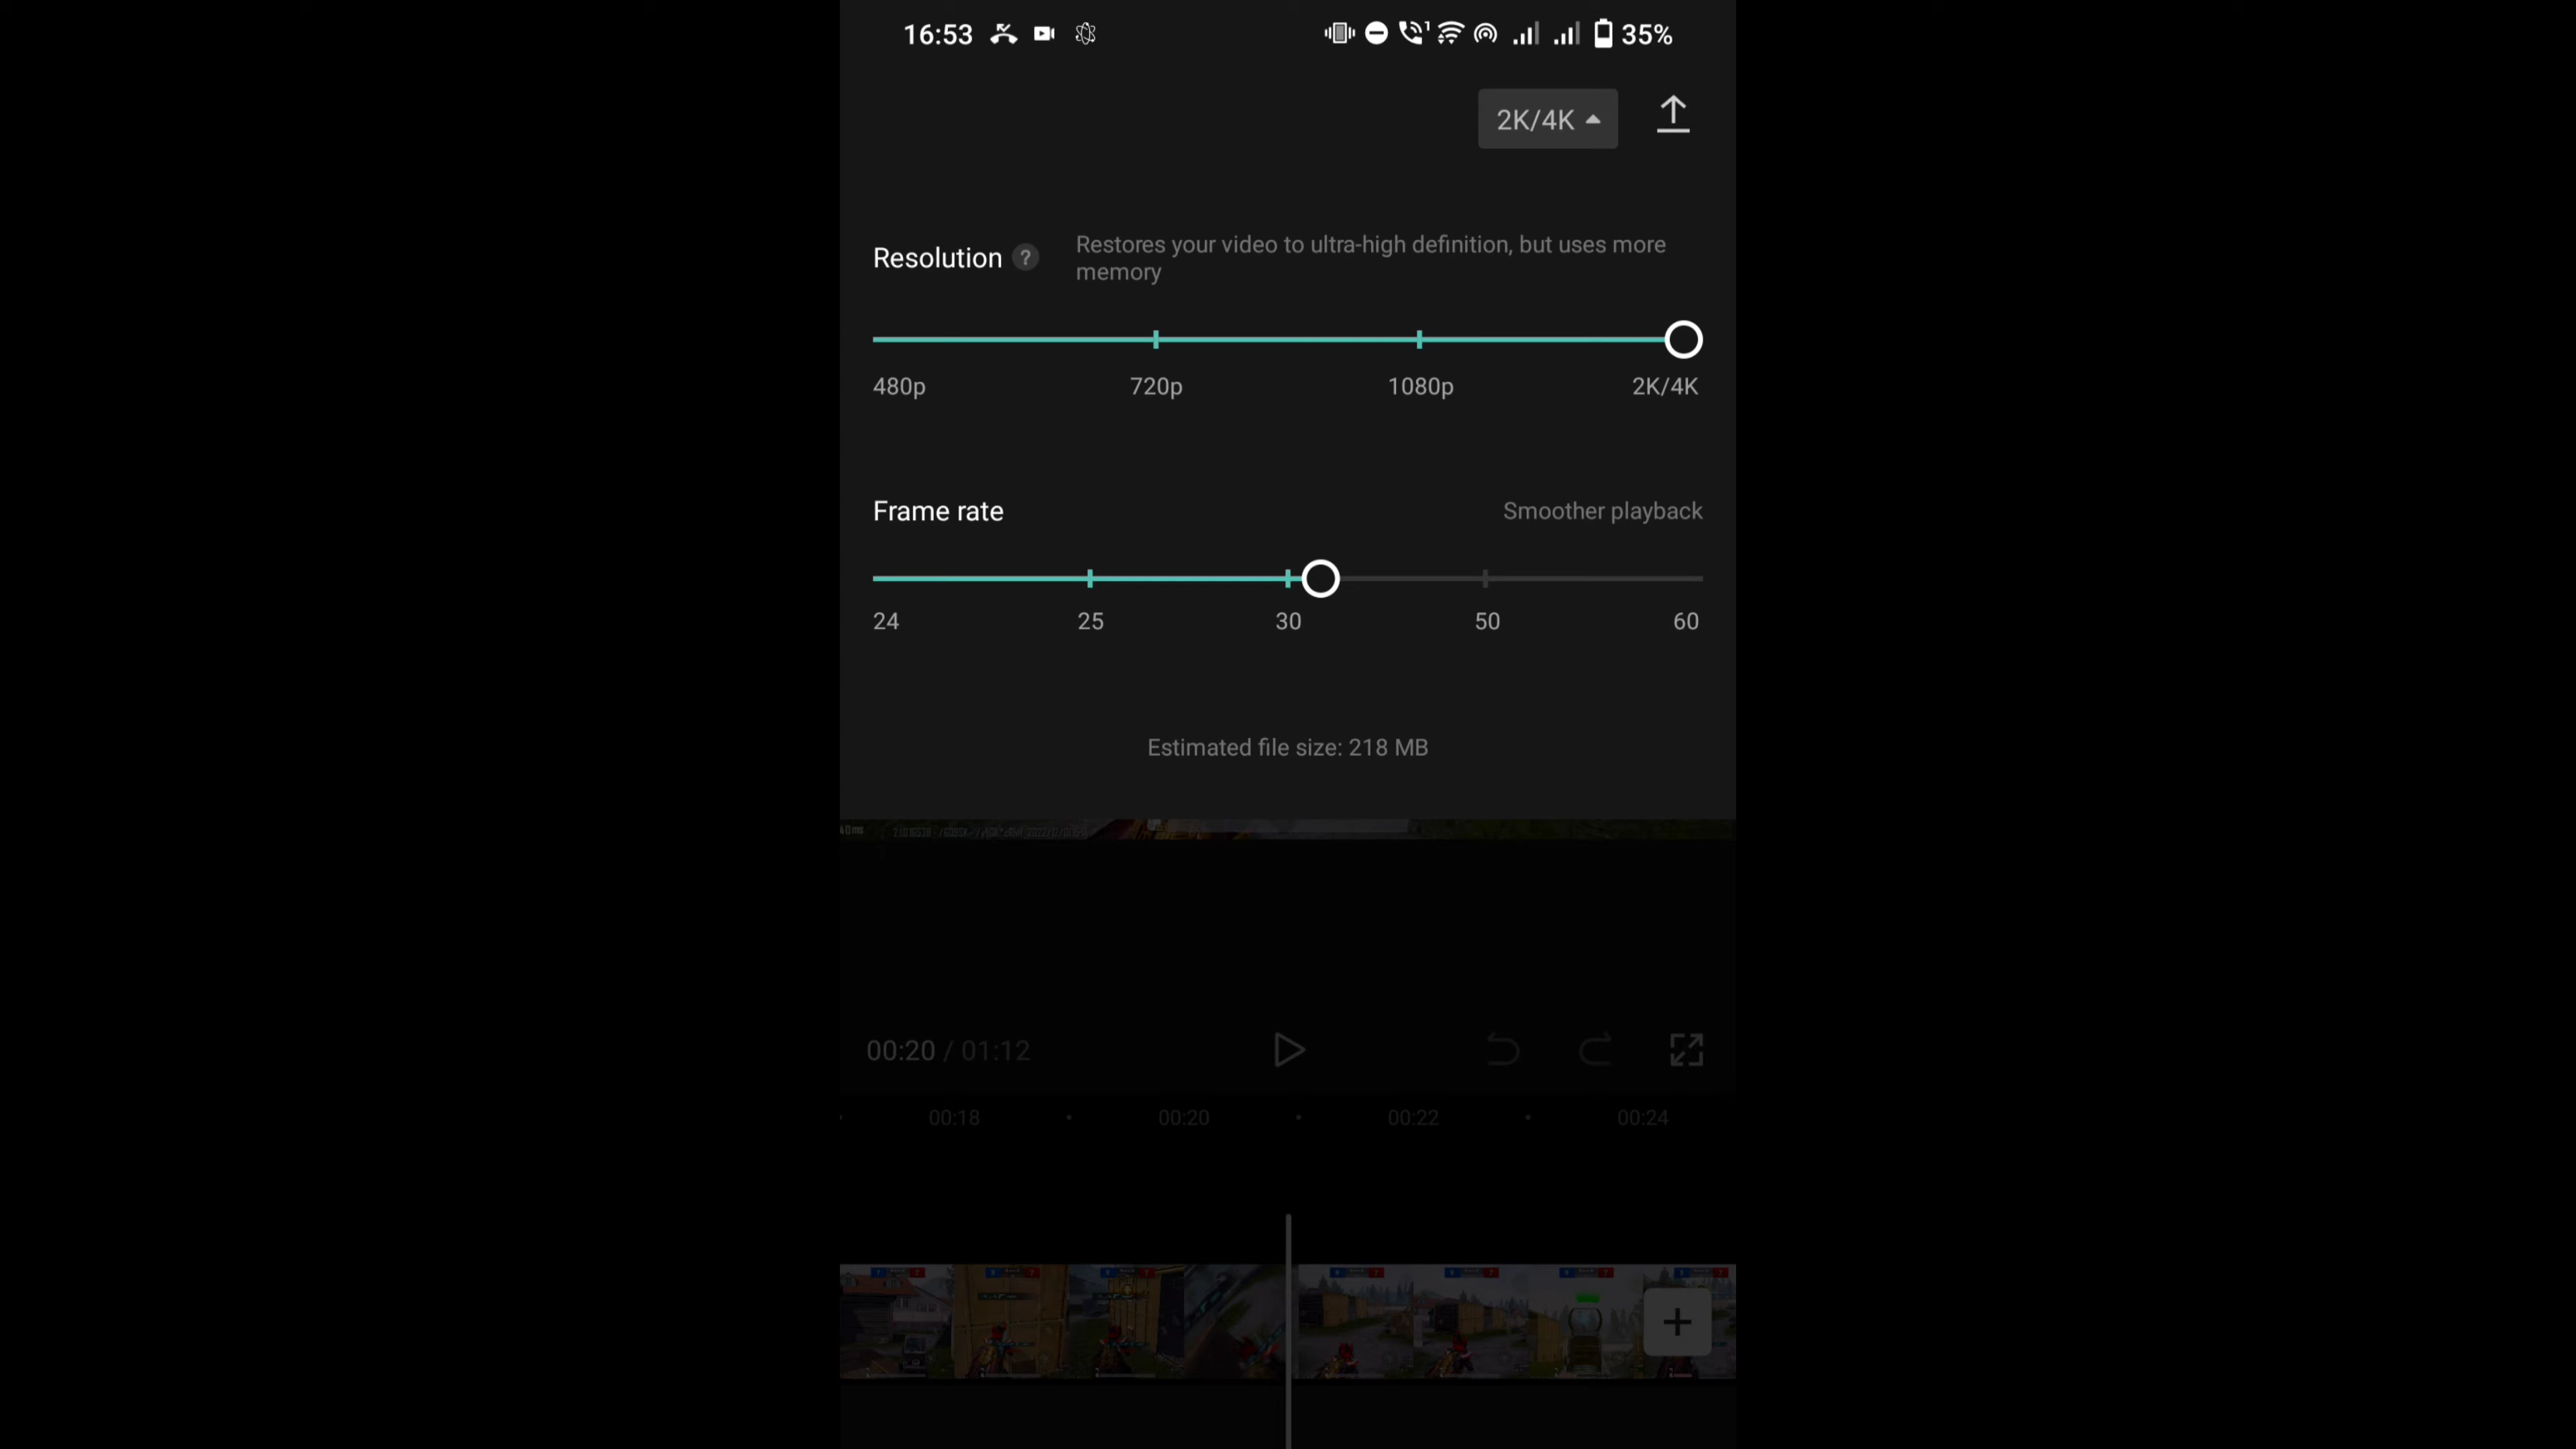 16:53
1
35%
2K/4K
Resolution ?
Restores your video to ultra-high definition, but uses more
memory
480p 720p 1080p 2K/4K
Frame rate
Smoother playback
24 25 30 50 60
Estimated file size: 218 MB
00:20 / 01:12
00:18 00:20 00:22 00:24